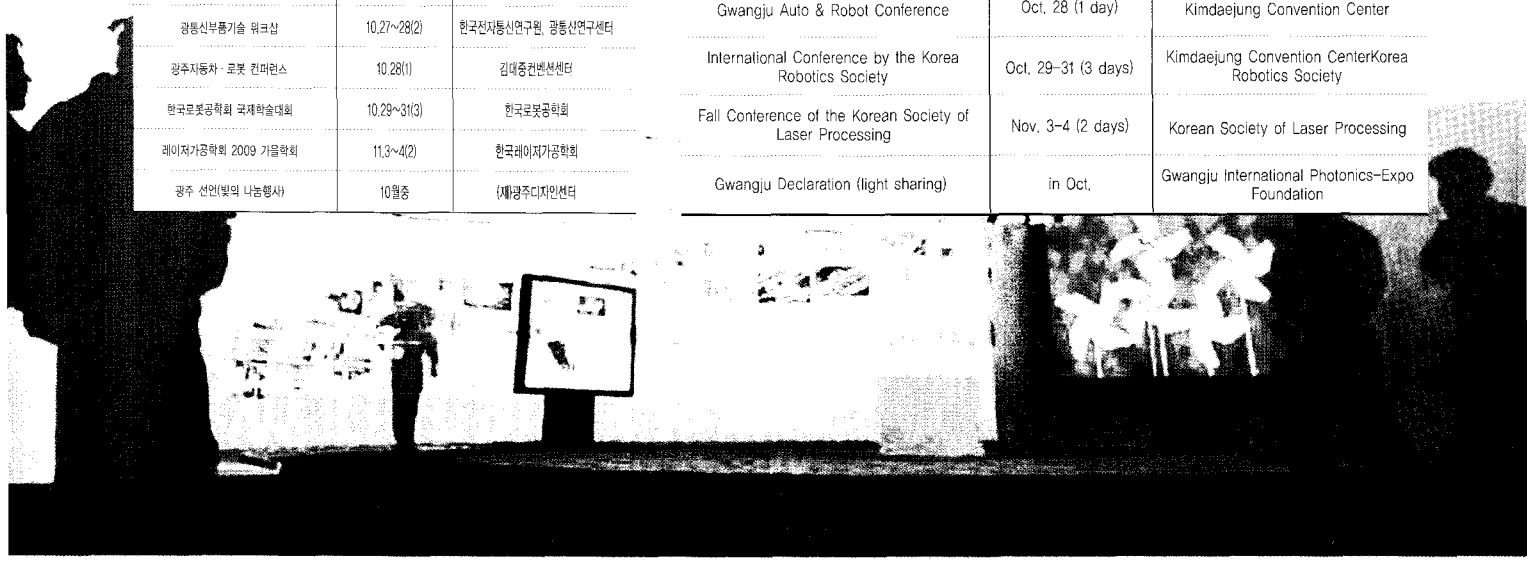 광통신부품기술 워크샵 10.27~28(2) 한국전자통신연구원, 광통신연구센터
광주자동차·로봇 컨퍼런스 10.28(1) 김대중컨벤션센터
한국로봇공학회 국제학술대회 10.29~31(3) 한국로봇공학회
레이저가공학회 2009 가을학회 11.3~4(2) 한국레이저가공학회
광주 선언(빛의 나눔행사) 10월중 (재)광주디자인센터
Gwangju Auto & Robot Conference Oct. 28 (1 day) Kimdaejung Convention Center
International Conference by the Korea
Robotics Society Oct. 29-31 (3 days) Kimdaejung Convention CenterKorea
Robotics Society
Fall Conference of the Korean Society of
Laser Processing Nov. 3-4 (2 days) Korean Society of Laser Processing
Gwangju Declaration (light sharing) in Oct. Gwangju International Photonics-Expo
Foundation